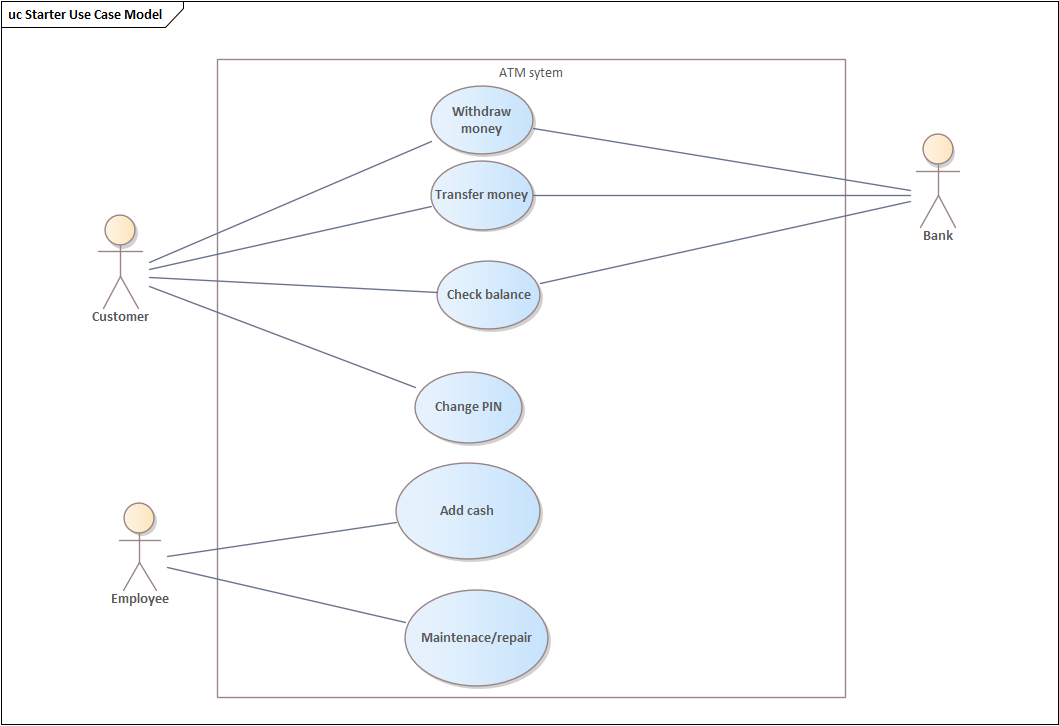 uc Starter Use Case Model
ATM sytem
Withdraw
money
Transfer money
Check balance
Change PIN
Add cash
Maintenace/repair
Customer
Employee
Bank